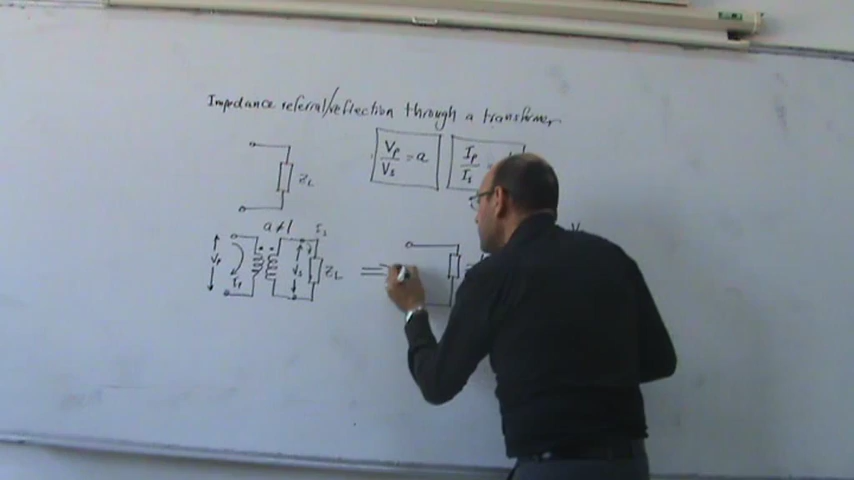 Impedance referral/reflection through a transformer
Vp/Vs = a
Ip/Is =
ZL
a≠1
Is
Vp
Ip
Vs
ZL
=